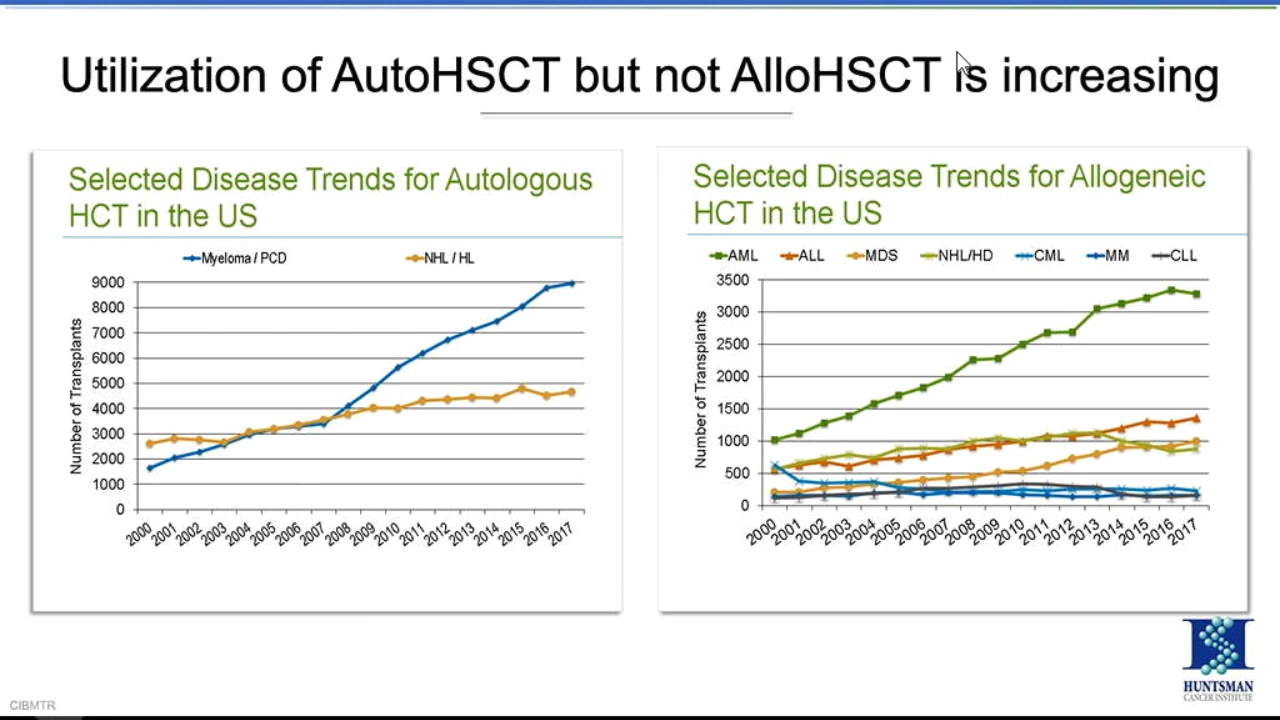 Utilization of AutoHSCT but not AlloHSCT is increasing
Selected Disease Trends for Autologous
HCT in the US
Myeloma / PCD NHL / HL
Number of Transplants
9000
8000
7000
6000
5000
4000
3000
2000
1000
0
2000 2001 2002 2003 2004 2005 2006 2007 2008 2009 2010 2011 2012 2013 2014 2015 2016 2017
Selected Disease Trends for Allogeneic
HCT in the US
AML ALL MDS NHL/HD CML MM CLL
Number of Transplants
3500
3000
2500
2000
1500
1000
500
0
2000 2001 2002 2003 2004 2005 2006 2007 2008 2009 2010 2011 2012 2013 2014 2015 2016 2017
HUNTSMAN
CANCER INSTITUTE
CIBMTR